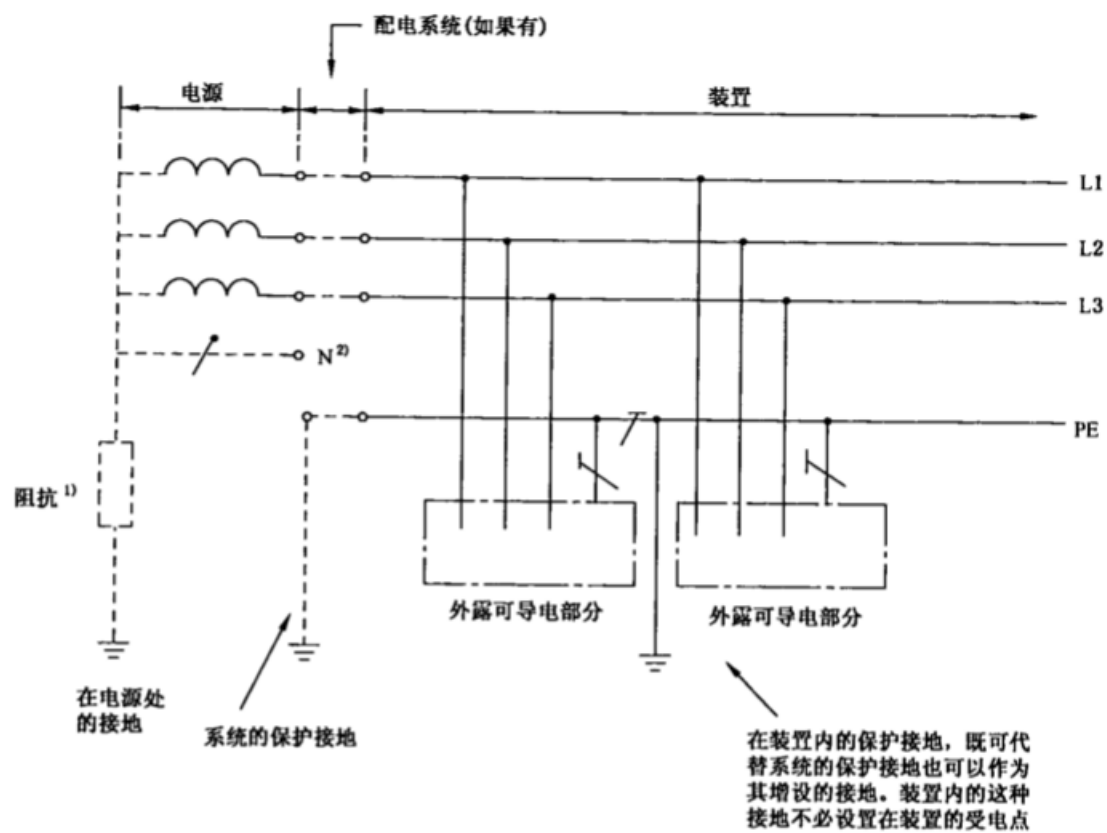 配电系统(如果有)
电源
装置
L1
L2
L3
N²⁾
PE
阻抗¹⁾
外露可导电部分
外露可导电部分
在电源处
的接地
系统的保护接地
在装置内的保护接地，既可代
替系统的保护接地也可以作为
其增设的接地。装置内的这种
接地不必设置在装置的受电点